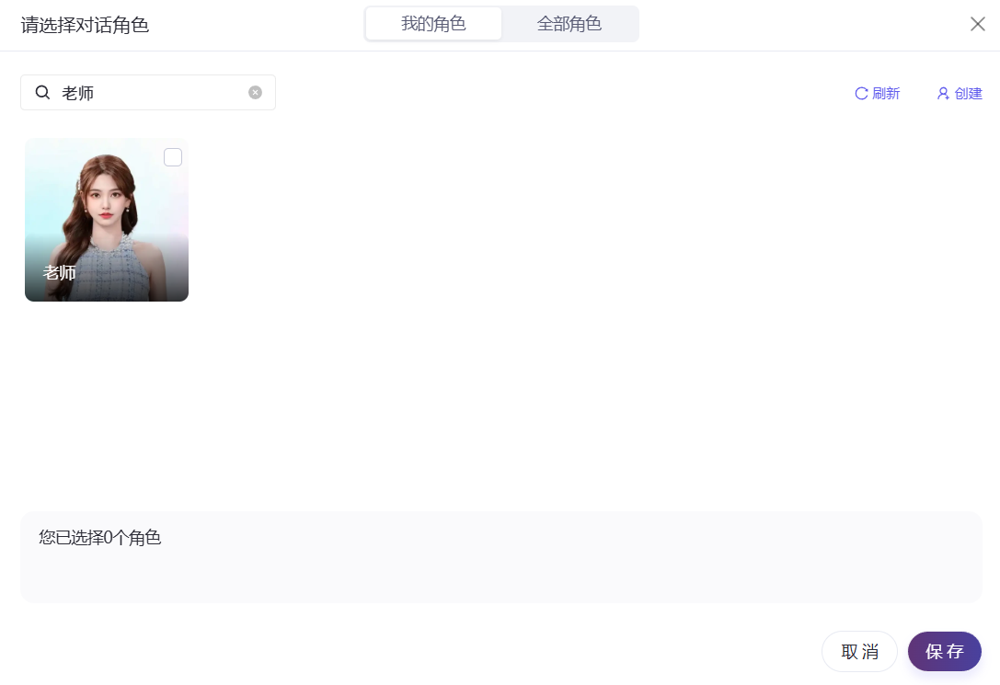 请选择对话角色
我的角色
全部角色
老师
刷新
创建
老师
您已选择0个角色
取消
保存